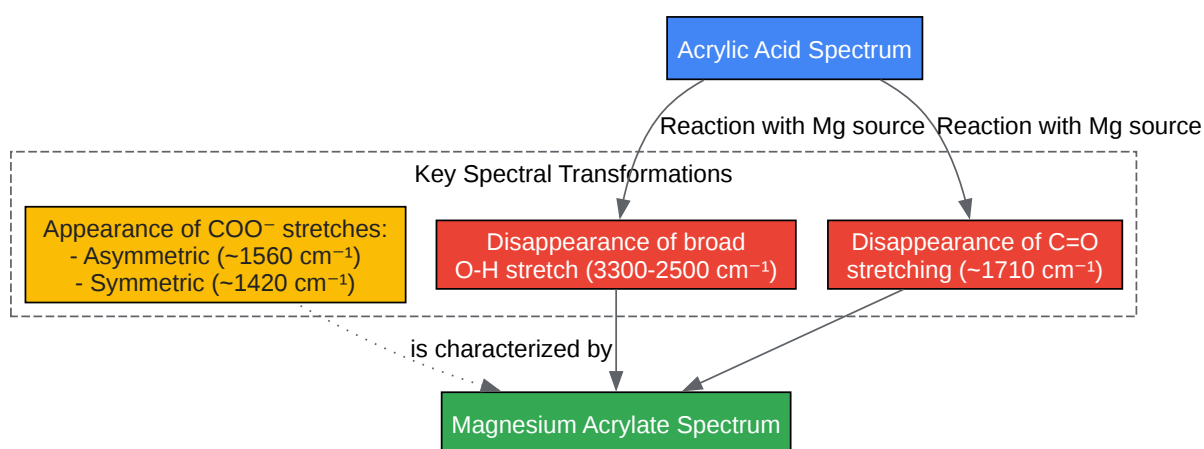 Acrylic Acid Spectrum
Reaction with Mg source
Reaction with Mg source
Key Spectral Transformations
Appearance of COO⁻ stretches:
- Asymmetric (~1560 cm⁻¹)
- Symmetric (~1420 cm⁻¹)
Disappearance of broad
O-H stretch (3300-2500 cm⁻¹)
Disappearance of C=O
stretching (~1710 cm⁻¹)
is characterized by
Magnesium Acrylate Spectrum